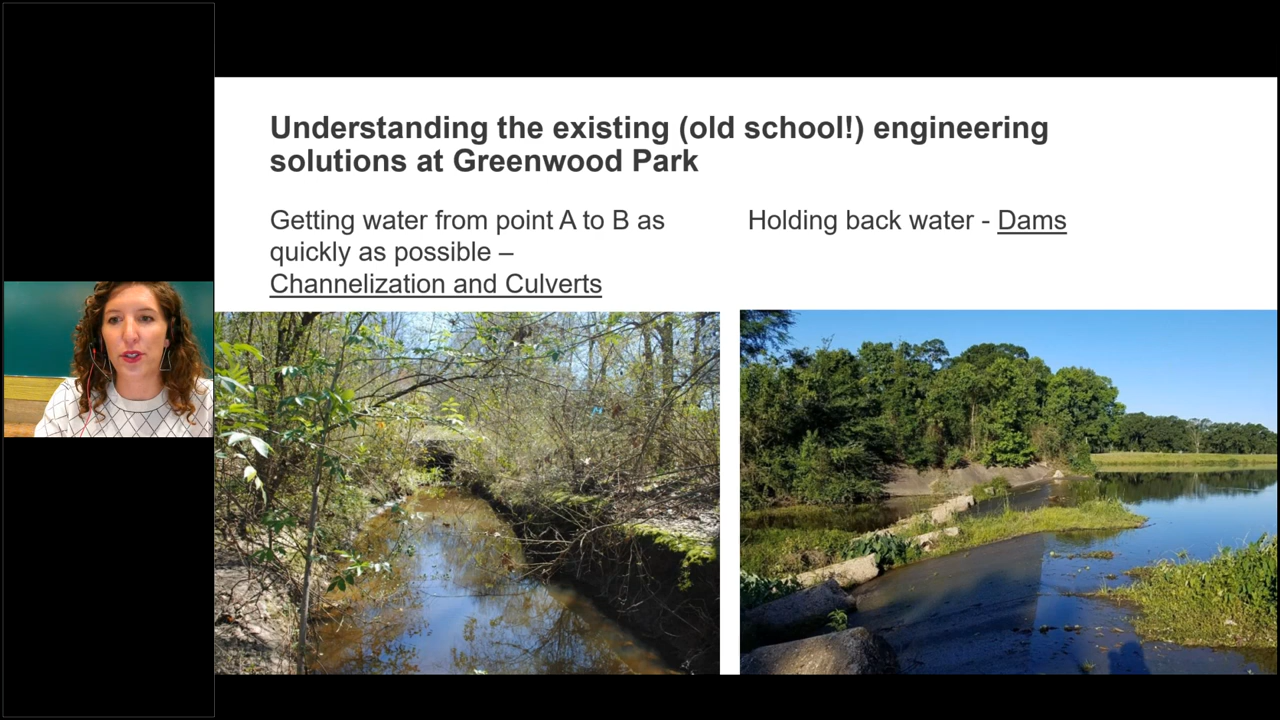 Understanding the existing (old school!) engineering
solutions at Greenwood Park
Getting water from point A to B as
quickly as possible –
Channelization and Culverts
Holding back water - Dams